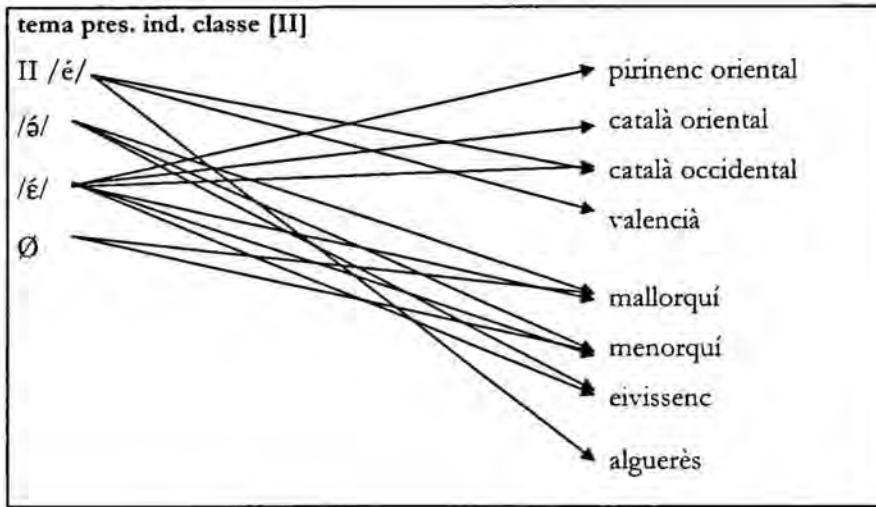 tema pres. ind. classe [II]
II /é/
/ə́/
/έ/
Ø
pirinenc oriental
català oriental
català occidental
valencià
mallorquí
menorquí
eivissenc
alguerès